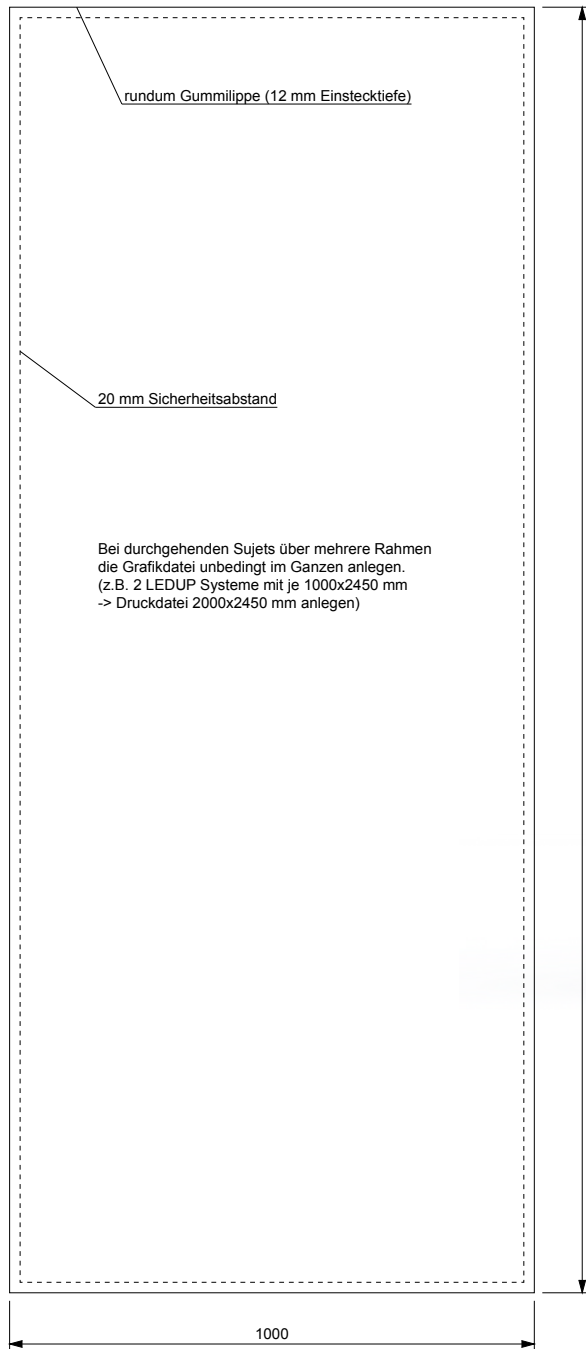 rundum Gummilippe (12 mm Einstecktiefe)
20 mm Sicherheitsabstand
Bei durchgehenden Sujets über mehrere Rahmen
die Grafikdatei unbedingt im Ganzen anlegen.
(z.B. 2 LEDUP Systeme mit je 1000x2450 mm
-> Druckdatei 2000x2450 mm anlegen)
1000